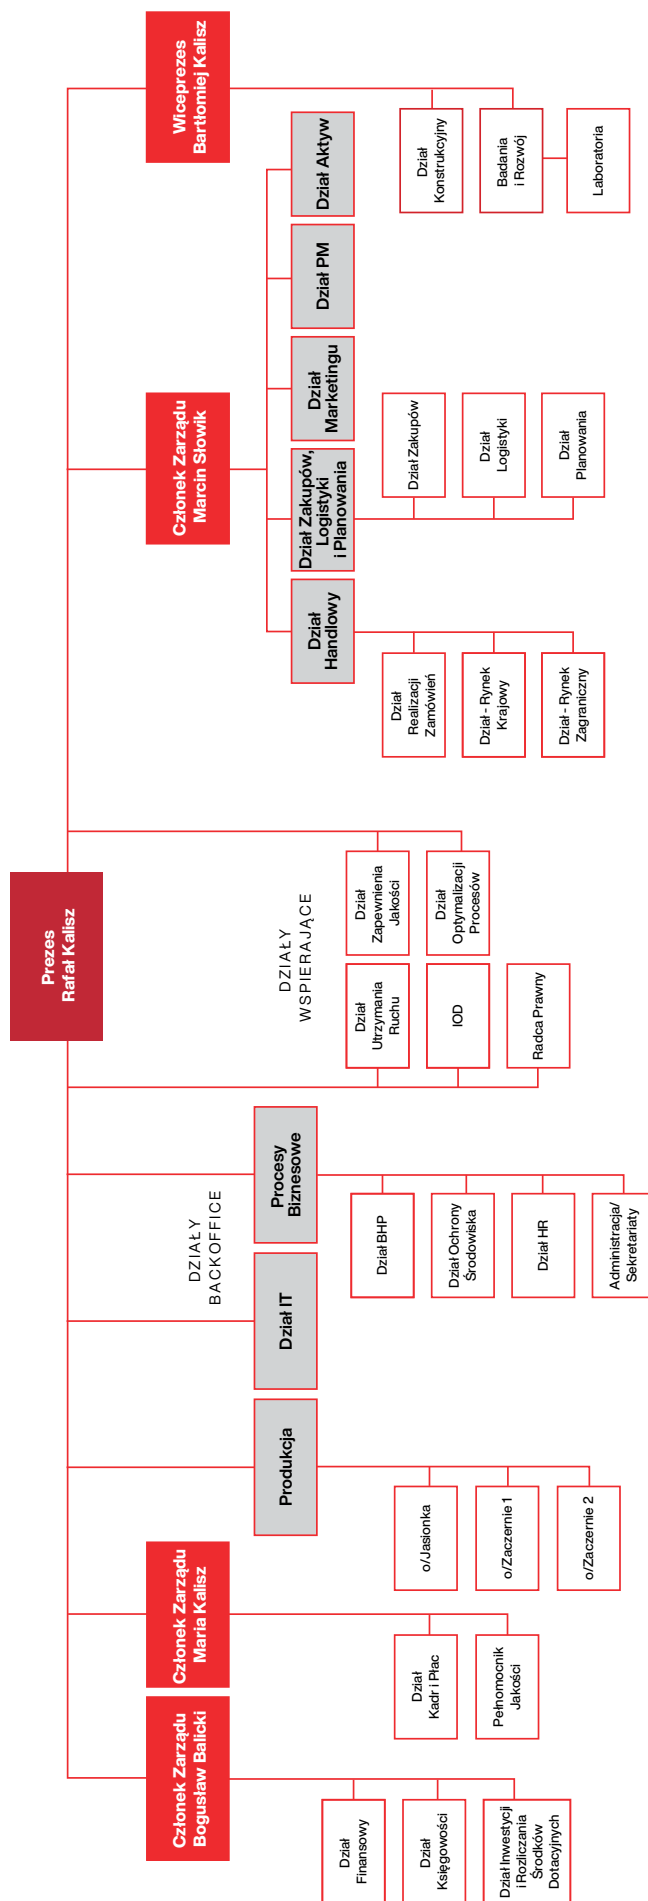 Prezes
Rafał Kalisz
Członek Zarządu
Bogusław Balicki
Członek Zarządu
Maria Kalisz
Członek Zarządu
Marcin Słowik
Wiceprezes
Bartłomiej Kalisz
DZIAŁY
BACKOFFICE
Produkcja
Dział IT
Procesy
Biznesowe
DZIAŁY
WSPIERAJĄCE
Dział
Handlowy
Dział Zakupów,
Logistyki
i Planowania
Dział
Marketingu
Dział PM
Dział Aktyw
Dział
Finansowy
Dział
Księgowości
Dział Inwestycji
i Rozliczania
Środków
Dotacyjnych
Dział
Kadr i Płac
Pełnomocnik
Jakości
o/Jasionka
o/Zaczernie 1
o/Zaczernie 2
Dział BHP
Dział Ochrony
Środowiska
Dział HR
Administracja/
Sekretariaty
Dział
Utrzymania
Ruchu
IOD
Radca Prawny
Dział
Zapewnienia
Jakości
Dział
Optymalizacji
Procesów
Dział
Realizacji
Zamówień
Dział - Rynek
Krajowy
Dział - Rynek
Zagraniczny
Dział Zakupów
Dział
Logistyki
Dział
Planowania
Dział
Konstrukcyjny
Badania
i Rozwój
Laboratoria